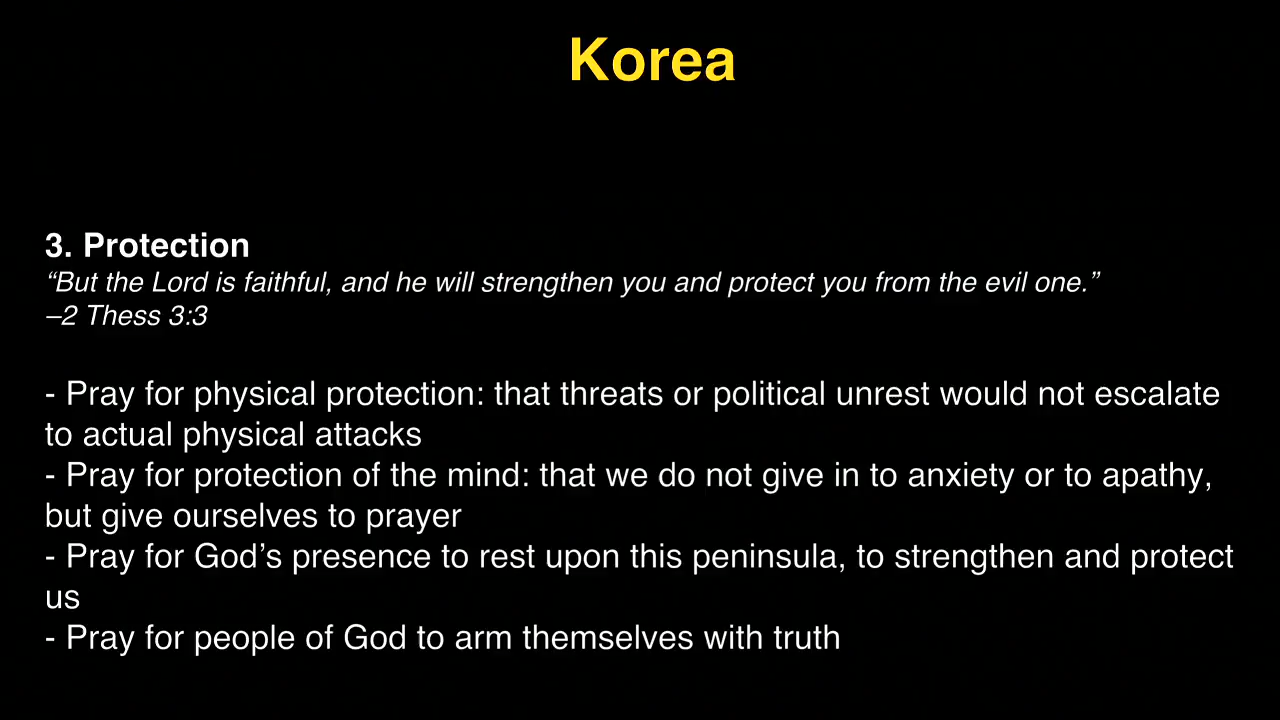 Korea
3. Protection
“But the Lord is faithful, and he will strengthen you and protect you from the evil one.”
–2 Thess 3:3
- Pray for physical protection: that threats or political unrest would not escalate
to actual physical attacks
- Pray for protection of the mind: that we do not give in to anxiety or to apathy,
but give ourselves to prayer
- Pray for God’s presence to rest upon this peninsula, to strengthen and protect
us
- Pray for people of God to arm themselves with truth